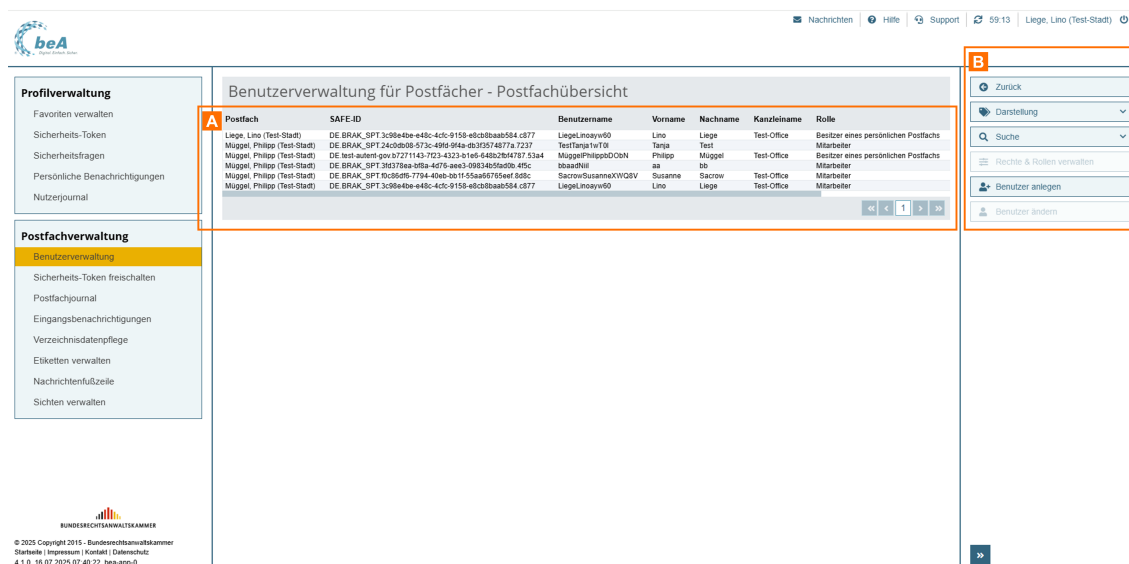 Nachrichten Hilfe Support 59:13 Liege, Lino (Test-Stadt)
beA
Digital. Einfach. Sicher.
Profilverwaltung
Favoriten verwalten
Sicherheits-Token
Sicherheitsfragen
Persönliche Benachrichtigungen
Nutzerjournal
Postfachverwaltung
Benutzerverwaltung
Sicherheits-Token freischalten
Postfachjournal
Eingangsbenachrichtigungen
Verzeichnisdatenpflege
Etiketten verwalten
Nachrichtenfußzeile
Sichten verwalten
BUNDESRECHTSANWALTSKAMMER
© 2025 Copyright 2015 - Bundesrechtsanwaltskammer
Startseite | Impressum | Kontakt | Datenschutz
4.1.0, 16.07.2025 07:40:22, bea-app-0
Benutzerverwaltung für Postfächer - Postfachübersicht
A
Postfach SAFE-ID Benutzername Vorname Nachname Kanzleiname Rolle
Liege, Lino (Test-Stadt) DE.BRAK_SPT.3c98e4be-e48c-4cfc-9158-e8cb8baab584.c877 LiegeLinoayw60 Lino Liege Test-Office Besitzer eines persönlichen Postfachs
Müggel, Philipp (Test-Stadt) DE.BRAK_SPT.24c0db08-573c-49fd-9f4a-db3f3574877a.7237 TestTanja1wT0I Tanja Test Mitarbeiter
Müggel, Philipp (Test-Stadt) DE.test-autent-gov.b7271143-7f23-4323-b1e6-648b2fbf4787.53a4 MüggelPhilippbDObN Philipp Müggel Test-Office Besitzer eines persönlichen Postfachs
Müggel, Philipp (Test-Stadt) DE.BRAK_SPT.3fd378ea-bf8a-4d76-aee3-09834b5fad0b.4f5c bbaadNiil aa bb Mitarbeiter
Müggel, Philipp (Test-Stadt) DE.BRAK_SPT.f0c86df6-7794-40eb-bb1f-55aa66765eef.8d8c SacrowSusanneXWQ8V Susanne Sacrow Test-Office Mitarbeiter
Müggel, Philipp (Test-Stadt) DE.BRAK_SPT.3c98e4be-e48c-4cfc-9158-e8cb8baab584.c877 LiegeLinoayw60 Lino Liege Test-Office Mitarbeiter
« < 1 > »
B
Zurück
Darstellung
Suche
Rechte & Rollen verwalten
Benutzer anlegen
Benutzer ändern
»